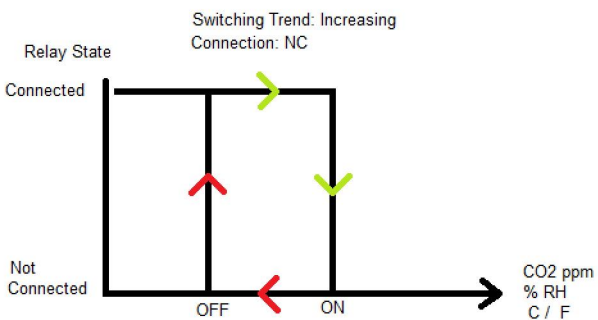 Switching Trend: Increasing
Connection: NC
Relay State
Connected
Not
Connected
OFF
ON
CO2 ppm
% RH
C / F